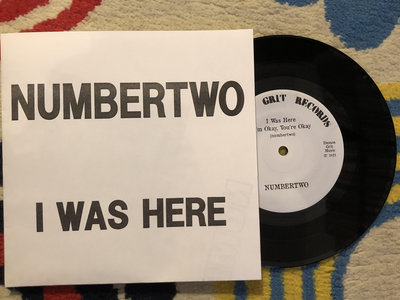 NUMBERTWO
I WAS HERE
GRIT RECORDS
I Was Here
Okay, You're Okay
(numbertwo)
NUMBERTWO